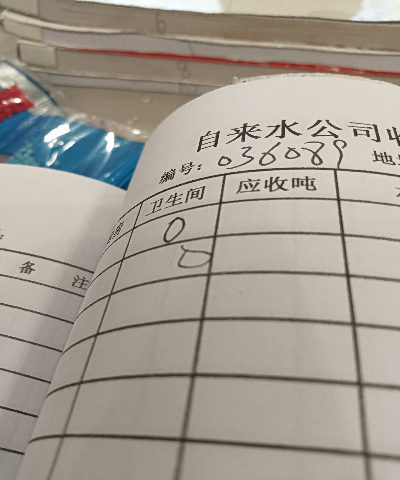 自来水公司收
编号：036089 地
卫生间 应收吨
0
0
备 注